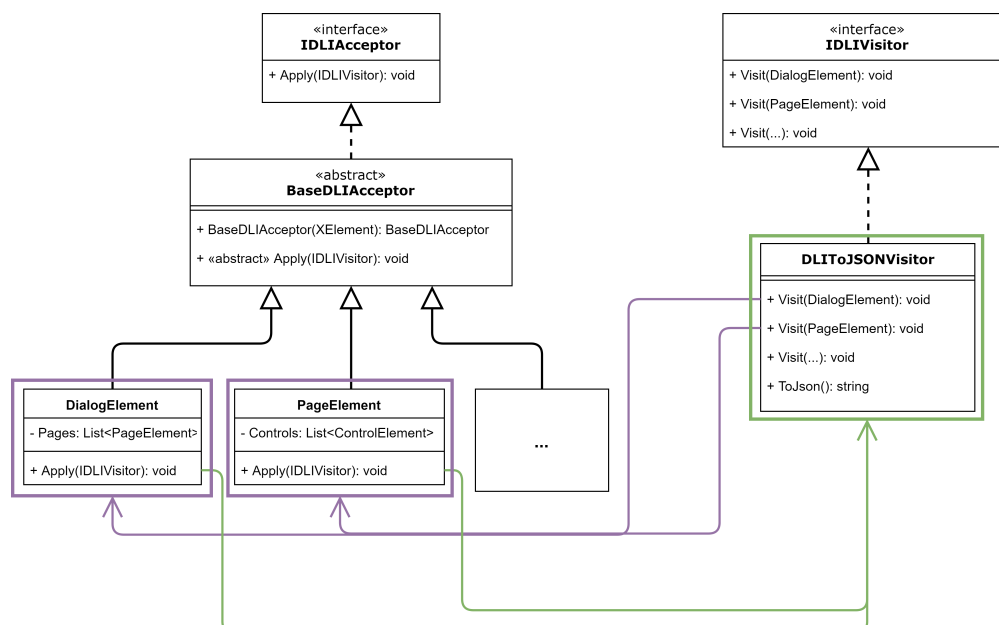 «interface»
IDLIAcceptor
+ Apply(IDLIVisitor): void
«interface»
IDLIVisitor
+ Visit(DialogElement): void
+ Visit(PageElement): void
+ Visit(...): void
«abstract»
BaseDLIAcceptor
+ BaseDLIAcceptor(XElement): BaseDLIAcceptor
+ «abstract» Apply(IDLIVisitor): void
DLIToJSONVisitor
+ Visit(DialogElement): void
+ Visit(PageElement): void
+ Visit(...): void
+ ToJson(): string
DialogElement
- Pages: List<PageElement>
+ Apply(IDLIVisitor): void
PageElement
- Controls: List<ControlElement>
+ Apply(IDLIVisitor): void
...